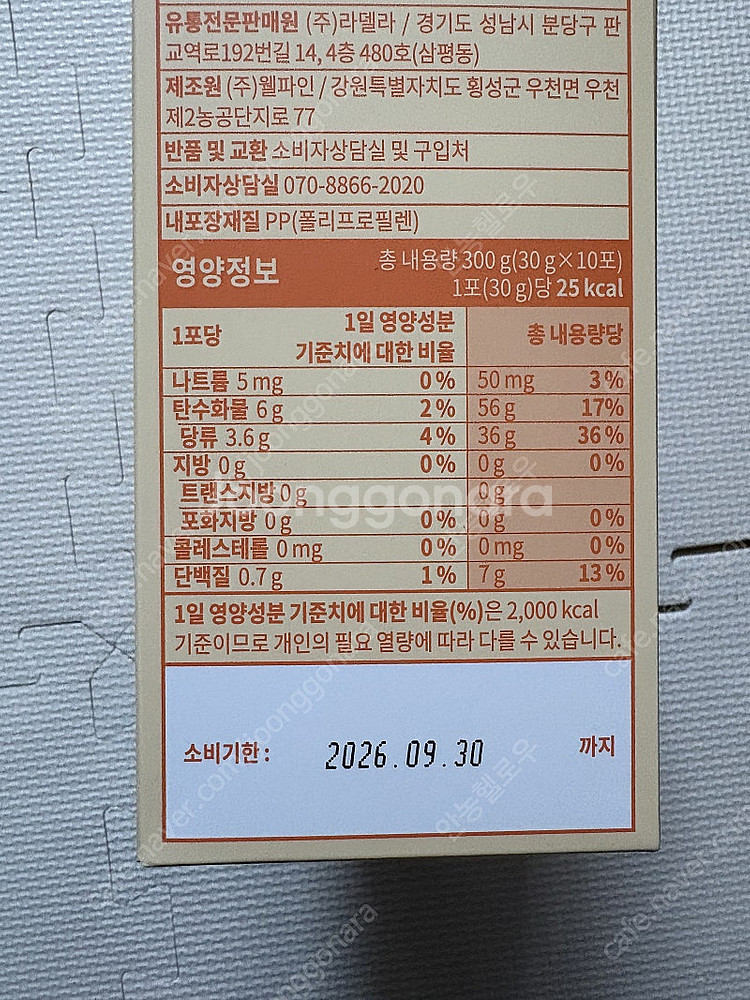 유통전문판매원 (주)라델라 / 경기도 성남시 분당구 판
교역로192번길 14, 4층 480호(삼평동)
제조원 (주)웰파인 / 강원특별자치도 횡성군 우천면 우천
제2농공단지로 77
반품 및 교환 소비자상담실 및 구입처
소비자상담실 070-8866-2020
내포장재질 PP(폴리프로필렌)
영양정보 총 내용량 300 g(30 g×10포)
1포(30 g)당 25 kcal
1포당 1일 영양성분 기준치에 대한 비율 총 내용량당
나트륨 5 mg 0% 50 mg 3%
탄수화물 6 g 2% 56 g 17%
당류 3.6 g 4% 36 g 36%
지방 0 g 0% 0 g 0%
트랜스지방 0 g 0 g
포화지방 0 g 0% 0 g 0%
콜레스테롤 0 mg 0% 0 mg 0%
단백질 0.7 g 1% 7 g 13%
1일 영양성분 기준치에 대한 비율(%)은 2,000 kcal
기준이므로 개인의 필요 열량에 따라 다를 수 있습니다.
소비기한 : 2026.09.30 까지
joonggonara